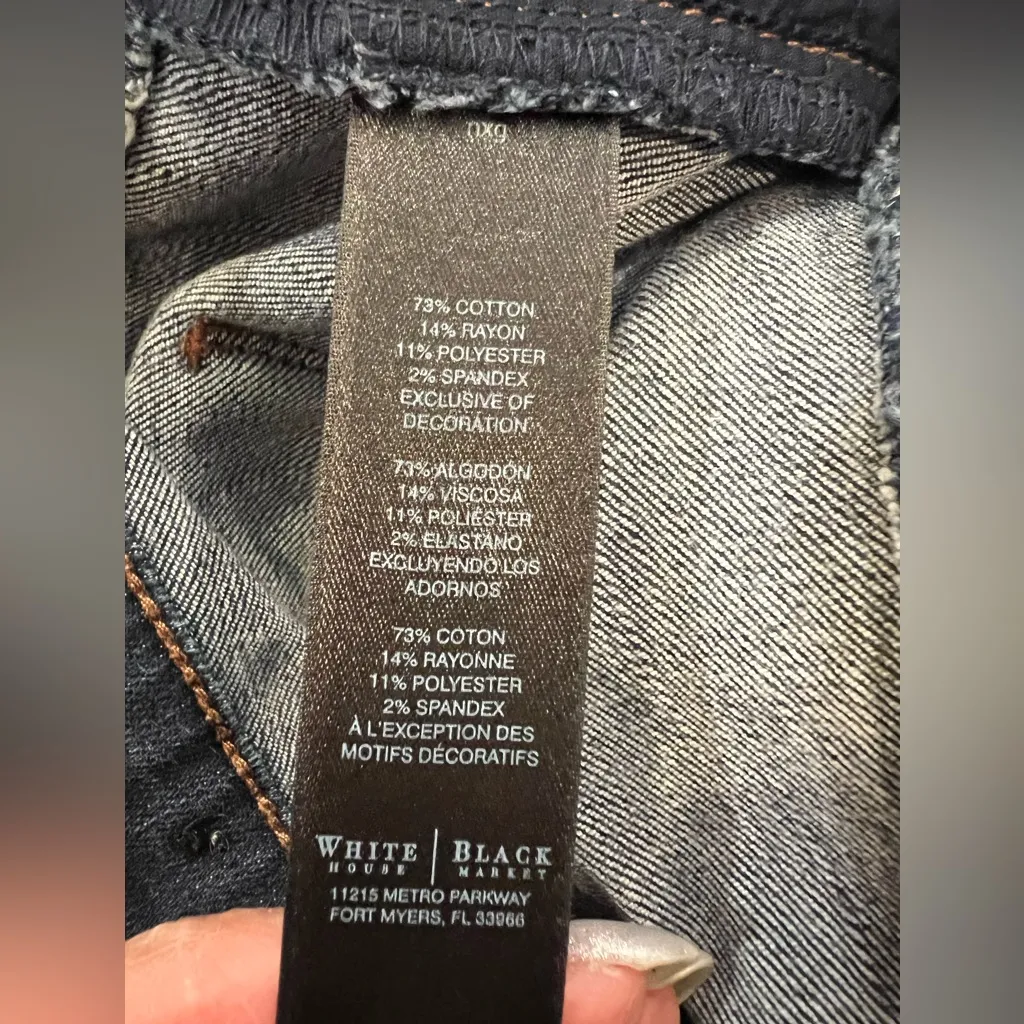 73% COTTON
14% RAYON
11% POLYESTER
2% SPANDEX
EXCLUSIVE OF
DECORATION
73% ALGODÓN
14% VISCOSA
11% POLIÉSTER
2% ELASTANO
EXCLUYENDO LOS
ADORNOS
73% COTON
14% RAYONNE
11% POLYESTER
2% SPANDEX
À L'EXCEPTION DES
MOTIFS DÉCORATIFS
WHITE | BLACK
HOUSE MARKET
11215 METRO PARKWAY
FORT MYERS, FL 33966